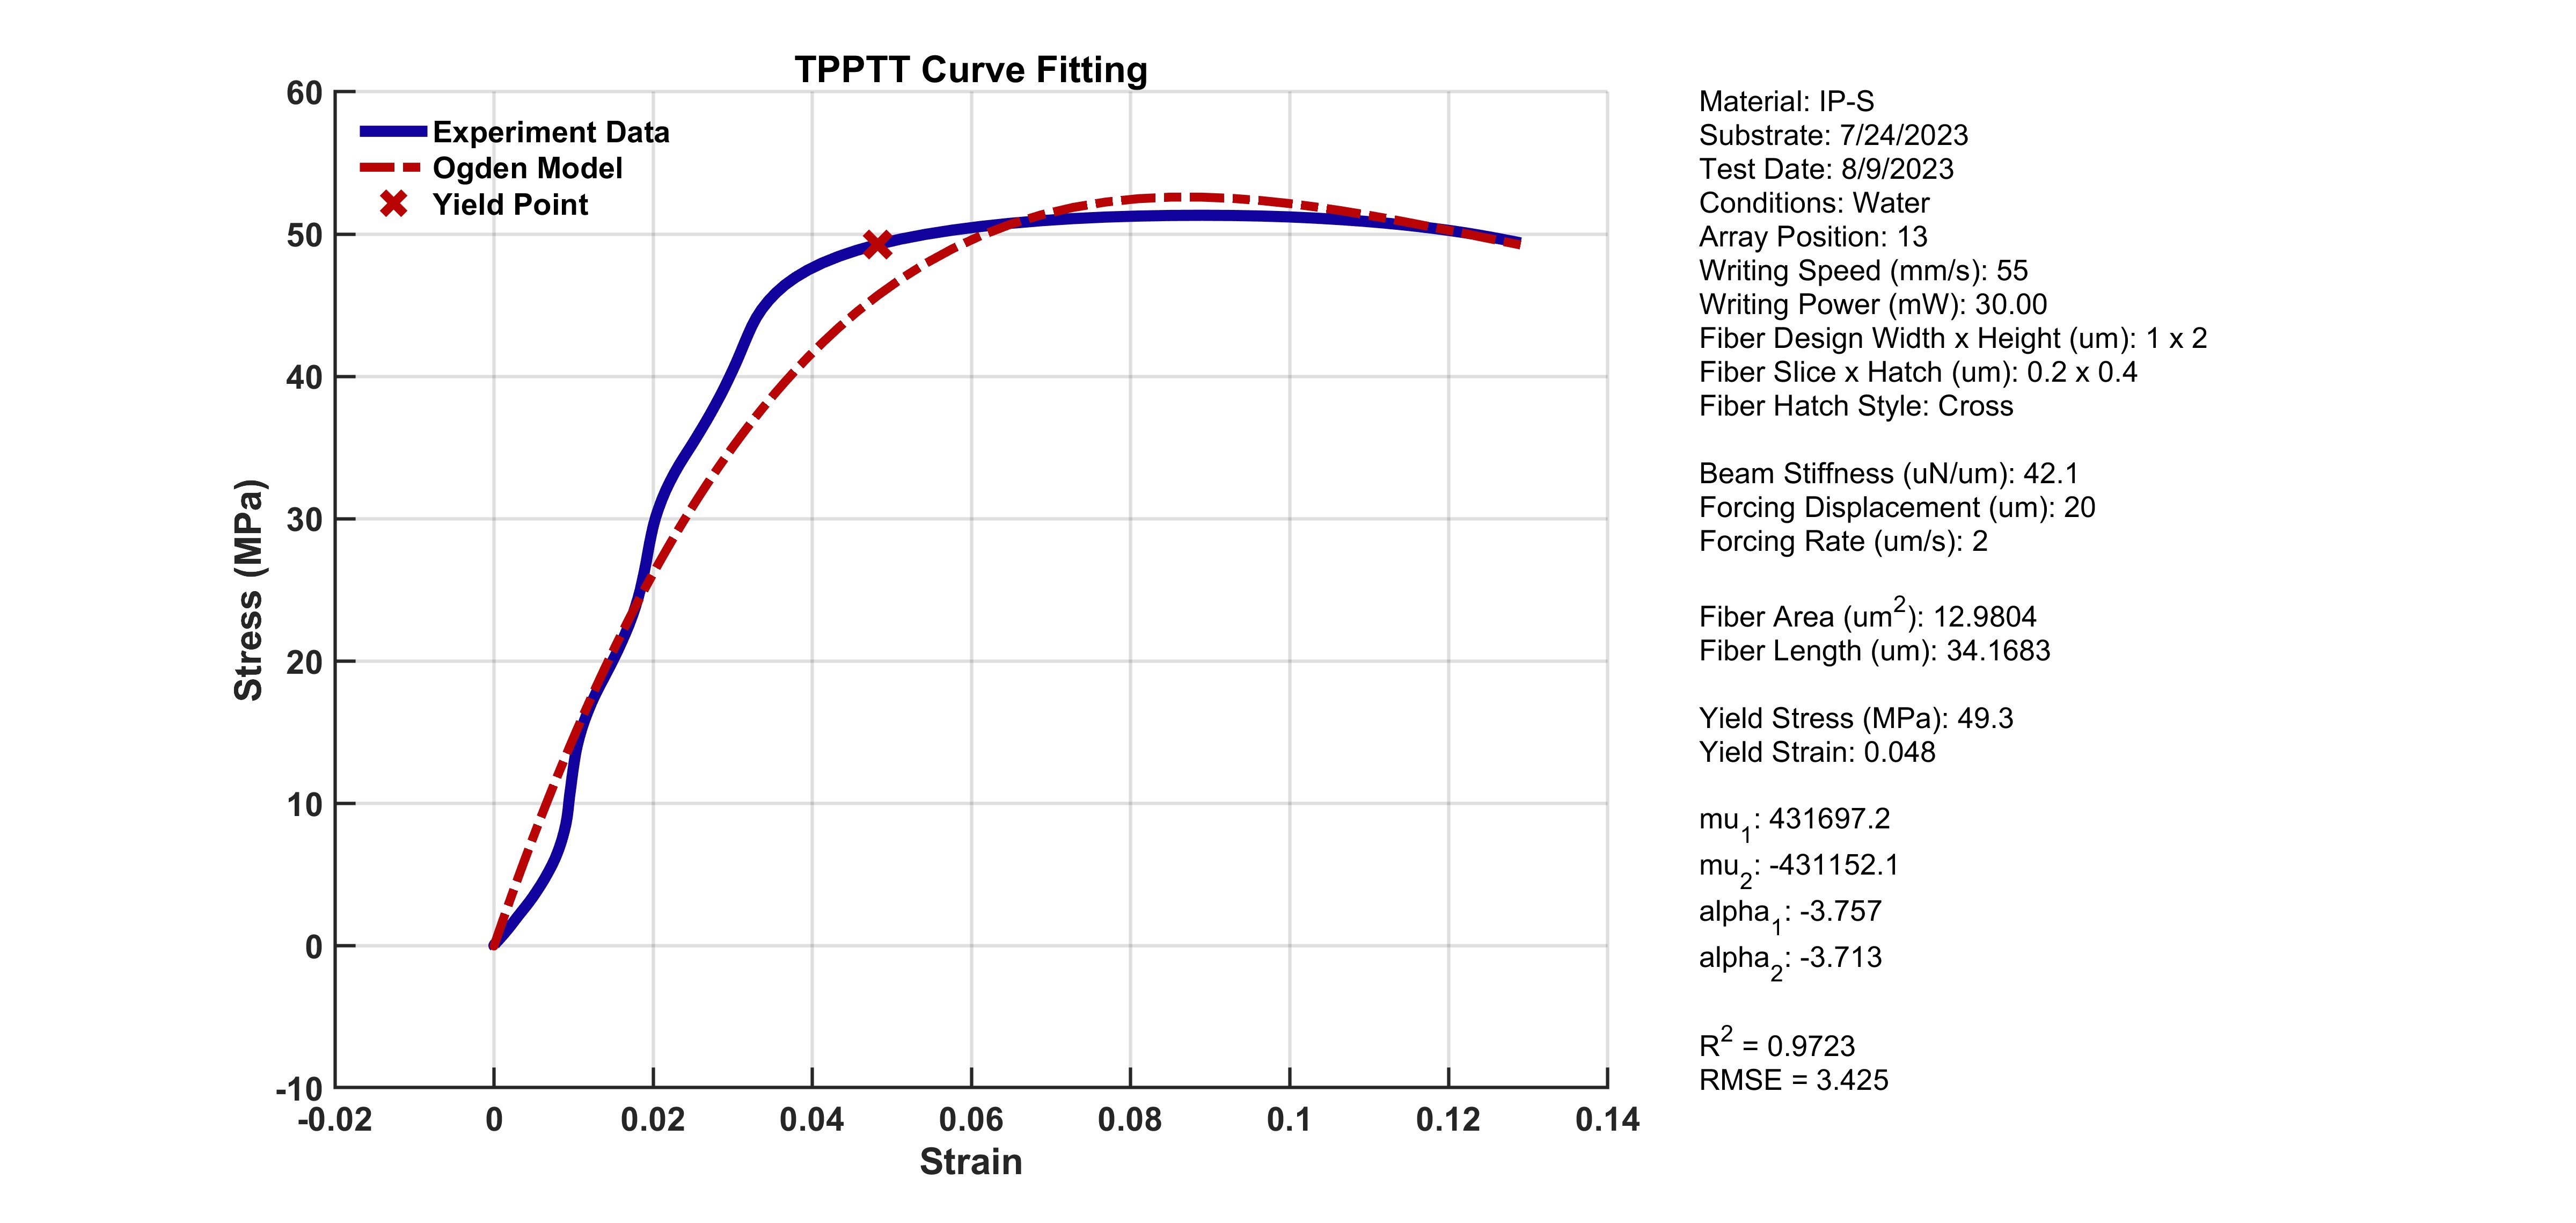 TPPTT Curve Fitting
60
50
40
30
20
10
0
-10
Stress (MPa)
Experiment Data
Ogden Model
Yield Point
-0.02 0 0.02 0.04 0.06 0.08 0.1 0.12 0.14
Strain
Material: IP-S
Substrate: 7/24/2023
Test Date: 8/9/2023
Conditions: Water
Array Position: 13
Writing Speed (mm/s): 55
Writing Power (mW): 30.00
Fiber Design Width x Height (um): 1 x 2
Fiber Slice x Hatch (um): 0.2 x 0.4
Fiber Hatch Style: Cross
Beam Stiffness (uN/um): 42.1
Forcing Displacement (um): 20
Forcing Rate (um/s): 2
Fiber Area (um²): 12.9804
Fiber Length (um): 34.1683
Yield Stress (MPa): 49.3
Yield Strain: 0.048
mu₁: 431697.2
mu₂: -431152.1
alpha₁: -3.757
alpha₂: -3.713
R² = 0.9723
RMSE = 3.425